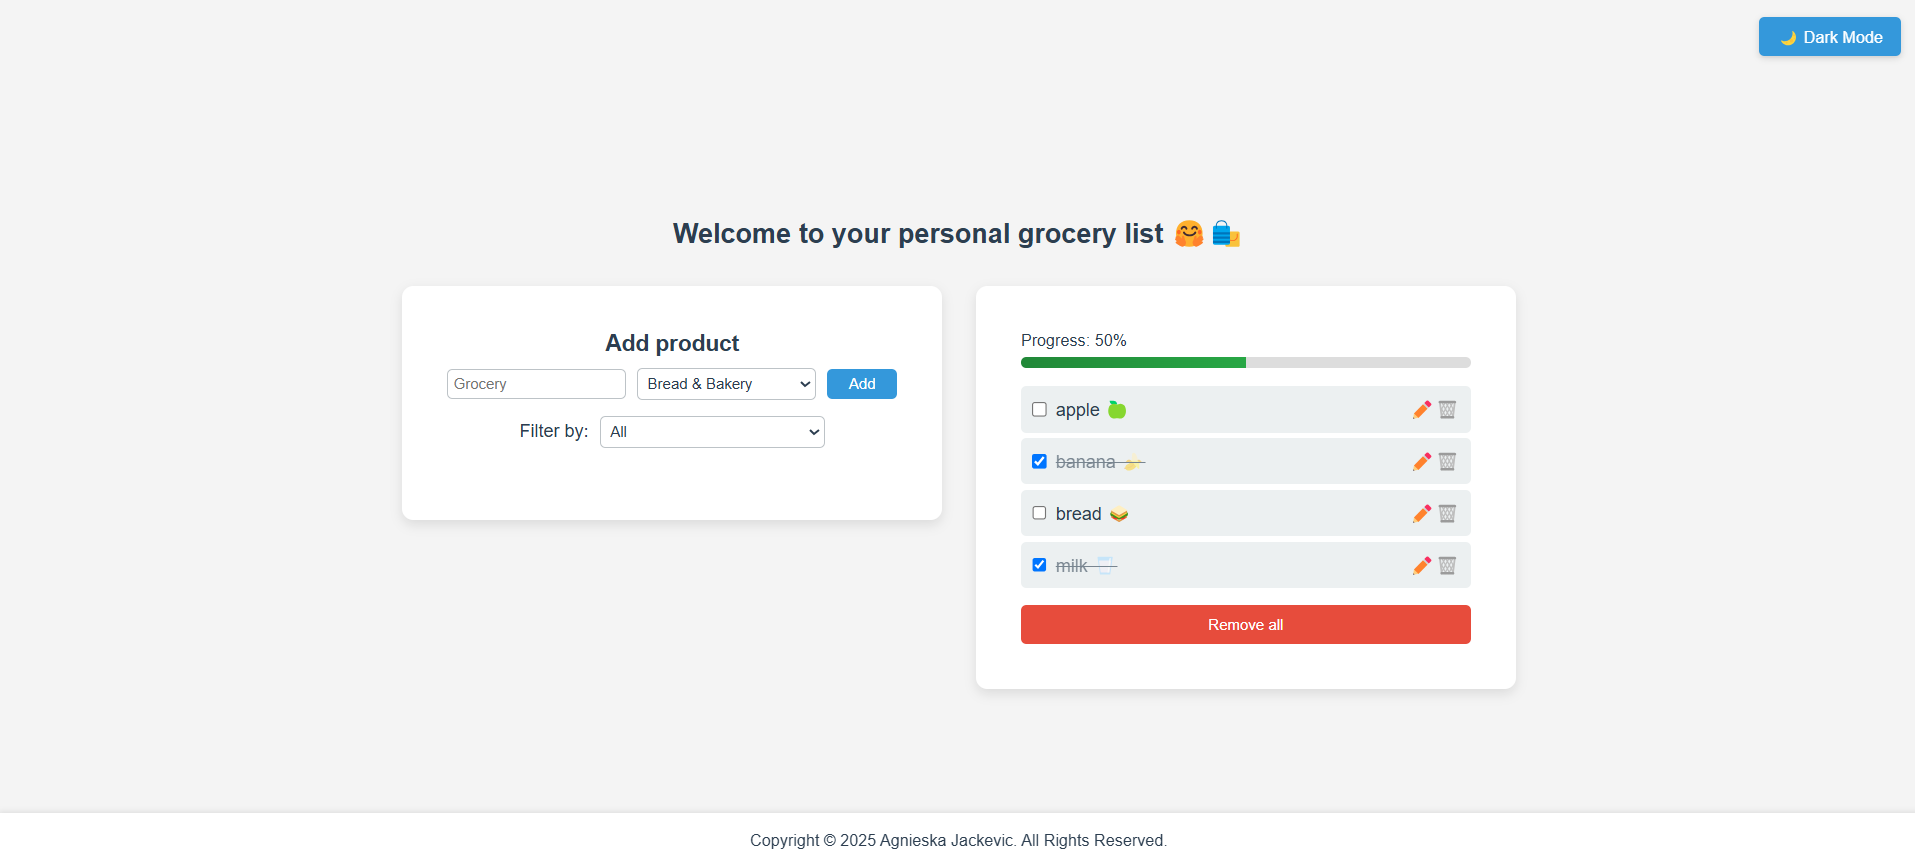 🌙 Dark Mode
Welcome to your personal grocery list 🤗 🛍️
Add product
Grocery
Bread & Bakery
Add
Filter by:
All
Progress: 50%
apple 🍏
banana 🍌
bread 🥪
milk 🥛
Remove all
Copyright © 2025 Agnieska Jackevic. All Rights Reserved.